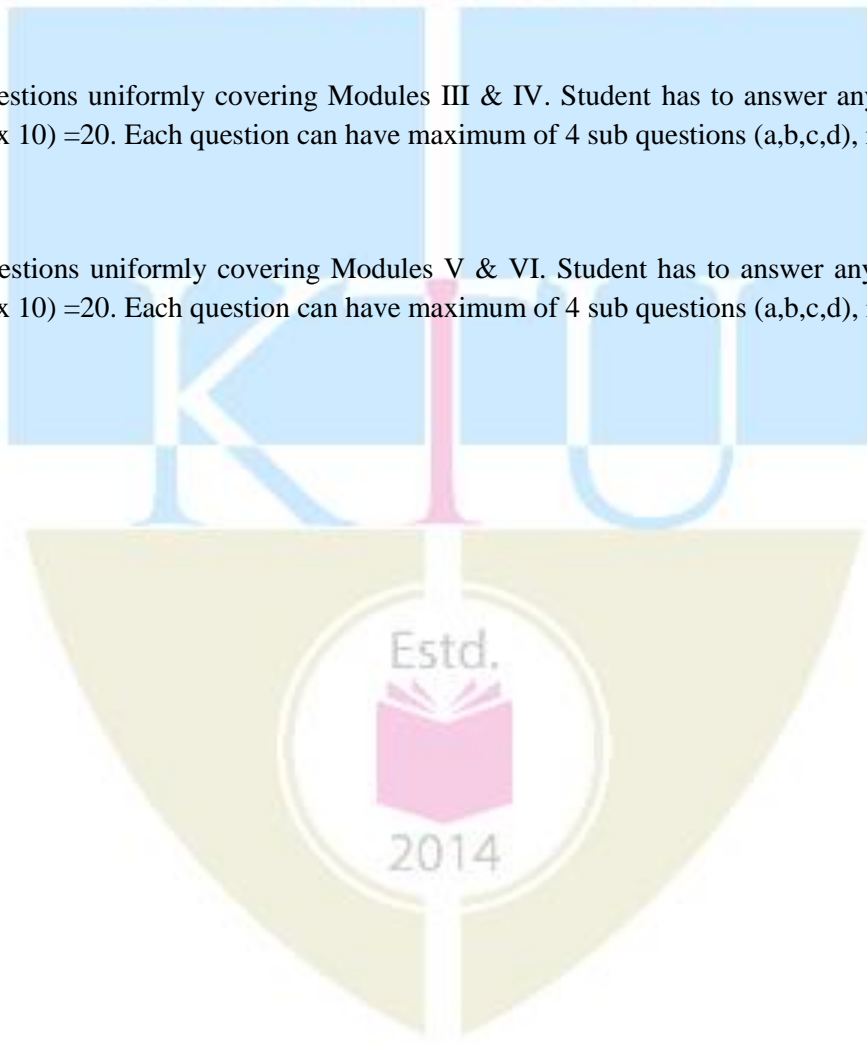 estions uniformly covering Modules III & IV. Student has to answer any
x 10) =20. Each question can have maximum of 4 sub questions (a,b,c,d),
estions uniformly covering Modules V & VI. Student has to answer any
x 10) =20. Each question can have maximum of 4 sub questions (a,b,c,d),
KTU
Estd.
2014